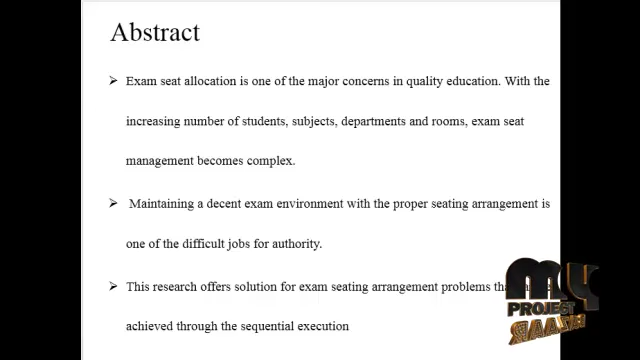 Abstract
➢ Exam seat allocation is one of the major concerns in quality education. With the
increasing number of students, subjects, departments and rooms, exam seat
management becomes complex.
➢ Maintaining a decent exam environment with the proper seating arrangement is
one of the difficult jobs for authority.
➢ This research offers solution for exam seating arrangement problems
achieved through the sequential execution
MY
PROJECT
BAZAAR